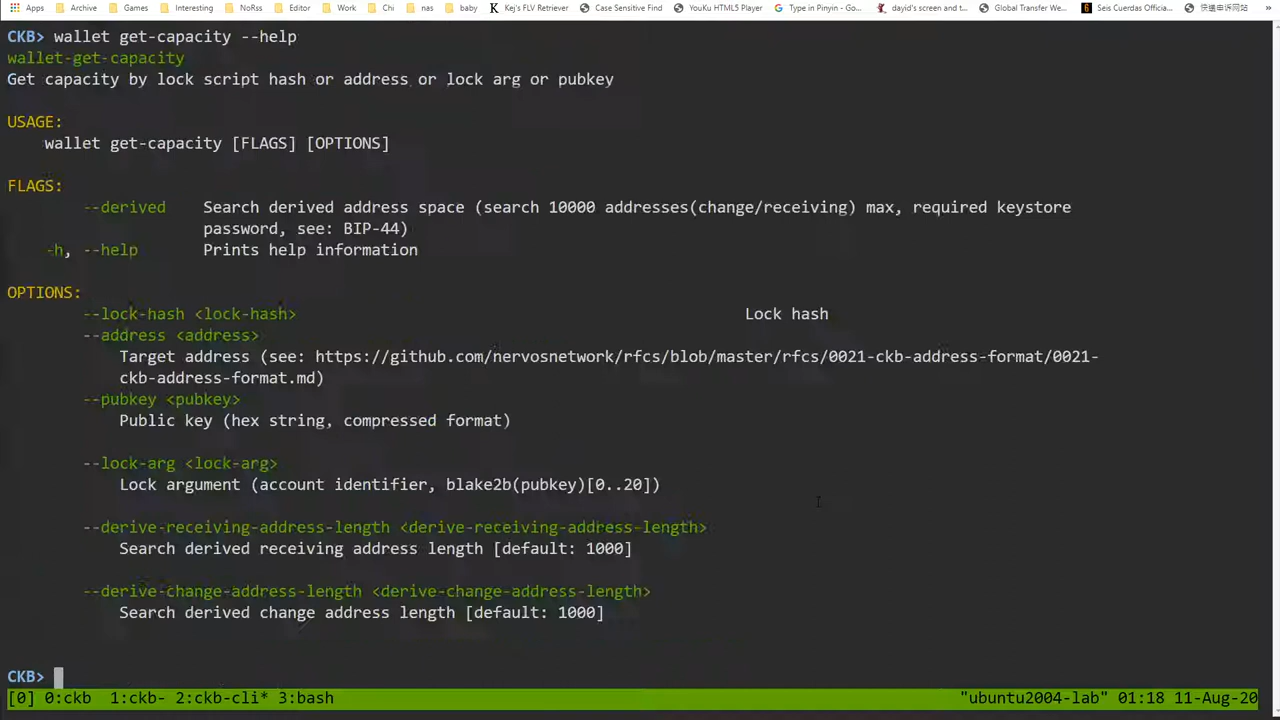 Apps Archive Games Interesting NoRss Editor Work Chi nas baby Kej's FLV Retriever Case Sensitive Find YouKu HTML5 Player Type in Pinyin - Go... dayid's screen and t... Global Transfer We... Seis Cuerdas Oficia... 快递申诉网站 »
CKB> wallet get-capacity --help
wallet-get-capacity
Get capacity by lock script hash or address or lock arg or pubkey
USAGE:
wallet get-capacity [FLAGS] [OPTIONS]
FLAGS:
--derived Search derived address space (search 10000 addresses(change/receiving) max, required keystore
password, see: BIP-44)
-h, --help Prints help information
OPTIONS:
--lock-hash <lock-hash> Lock hash
--address <address>
Target address (see: https://github.com/nervosnetwork/rfcs/blob/master/rfcs/0021-ckb-address-format/0021-
ckb-address-format.md)
--pubkey <pubkey>
Public key (hex string, compressed format)
--lock-arg <lock-arg>
Lock argument (account identifier, blake2b(pubkey)[0..20])
--derive-receiving-address-length <derive-receiving-address-length>
Search derived receiving address length [default: 1000]
--derive-change-address-length <derive-change-address-length>
Search derived change address length [default: 1000]
CKB>
[0] 0:ckb 1:ckb- 2:ckb-cli* 3:bash "ubuntu2004-lab" 01:18 11-Aug-20